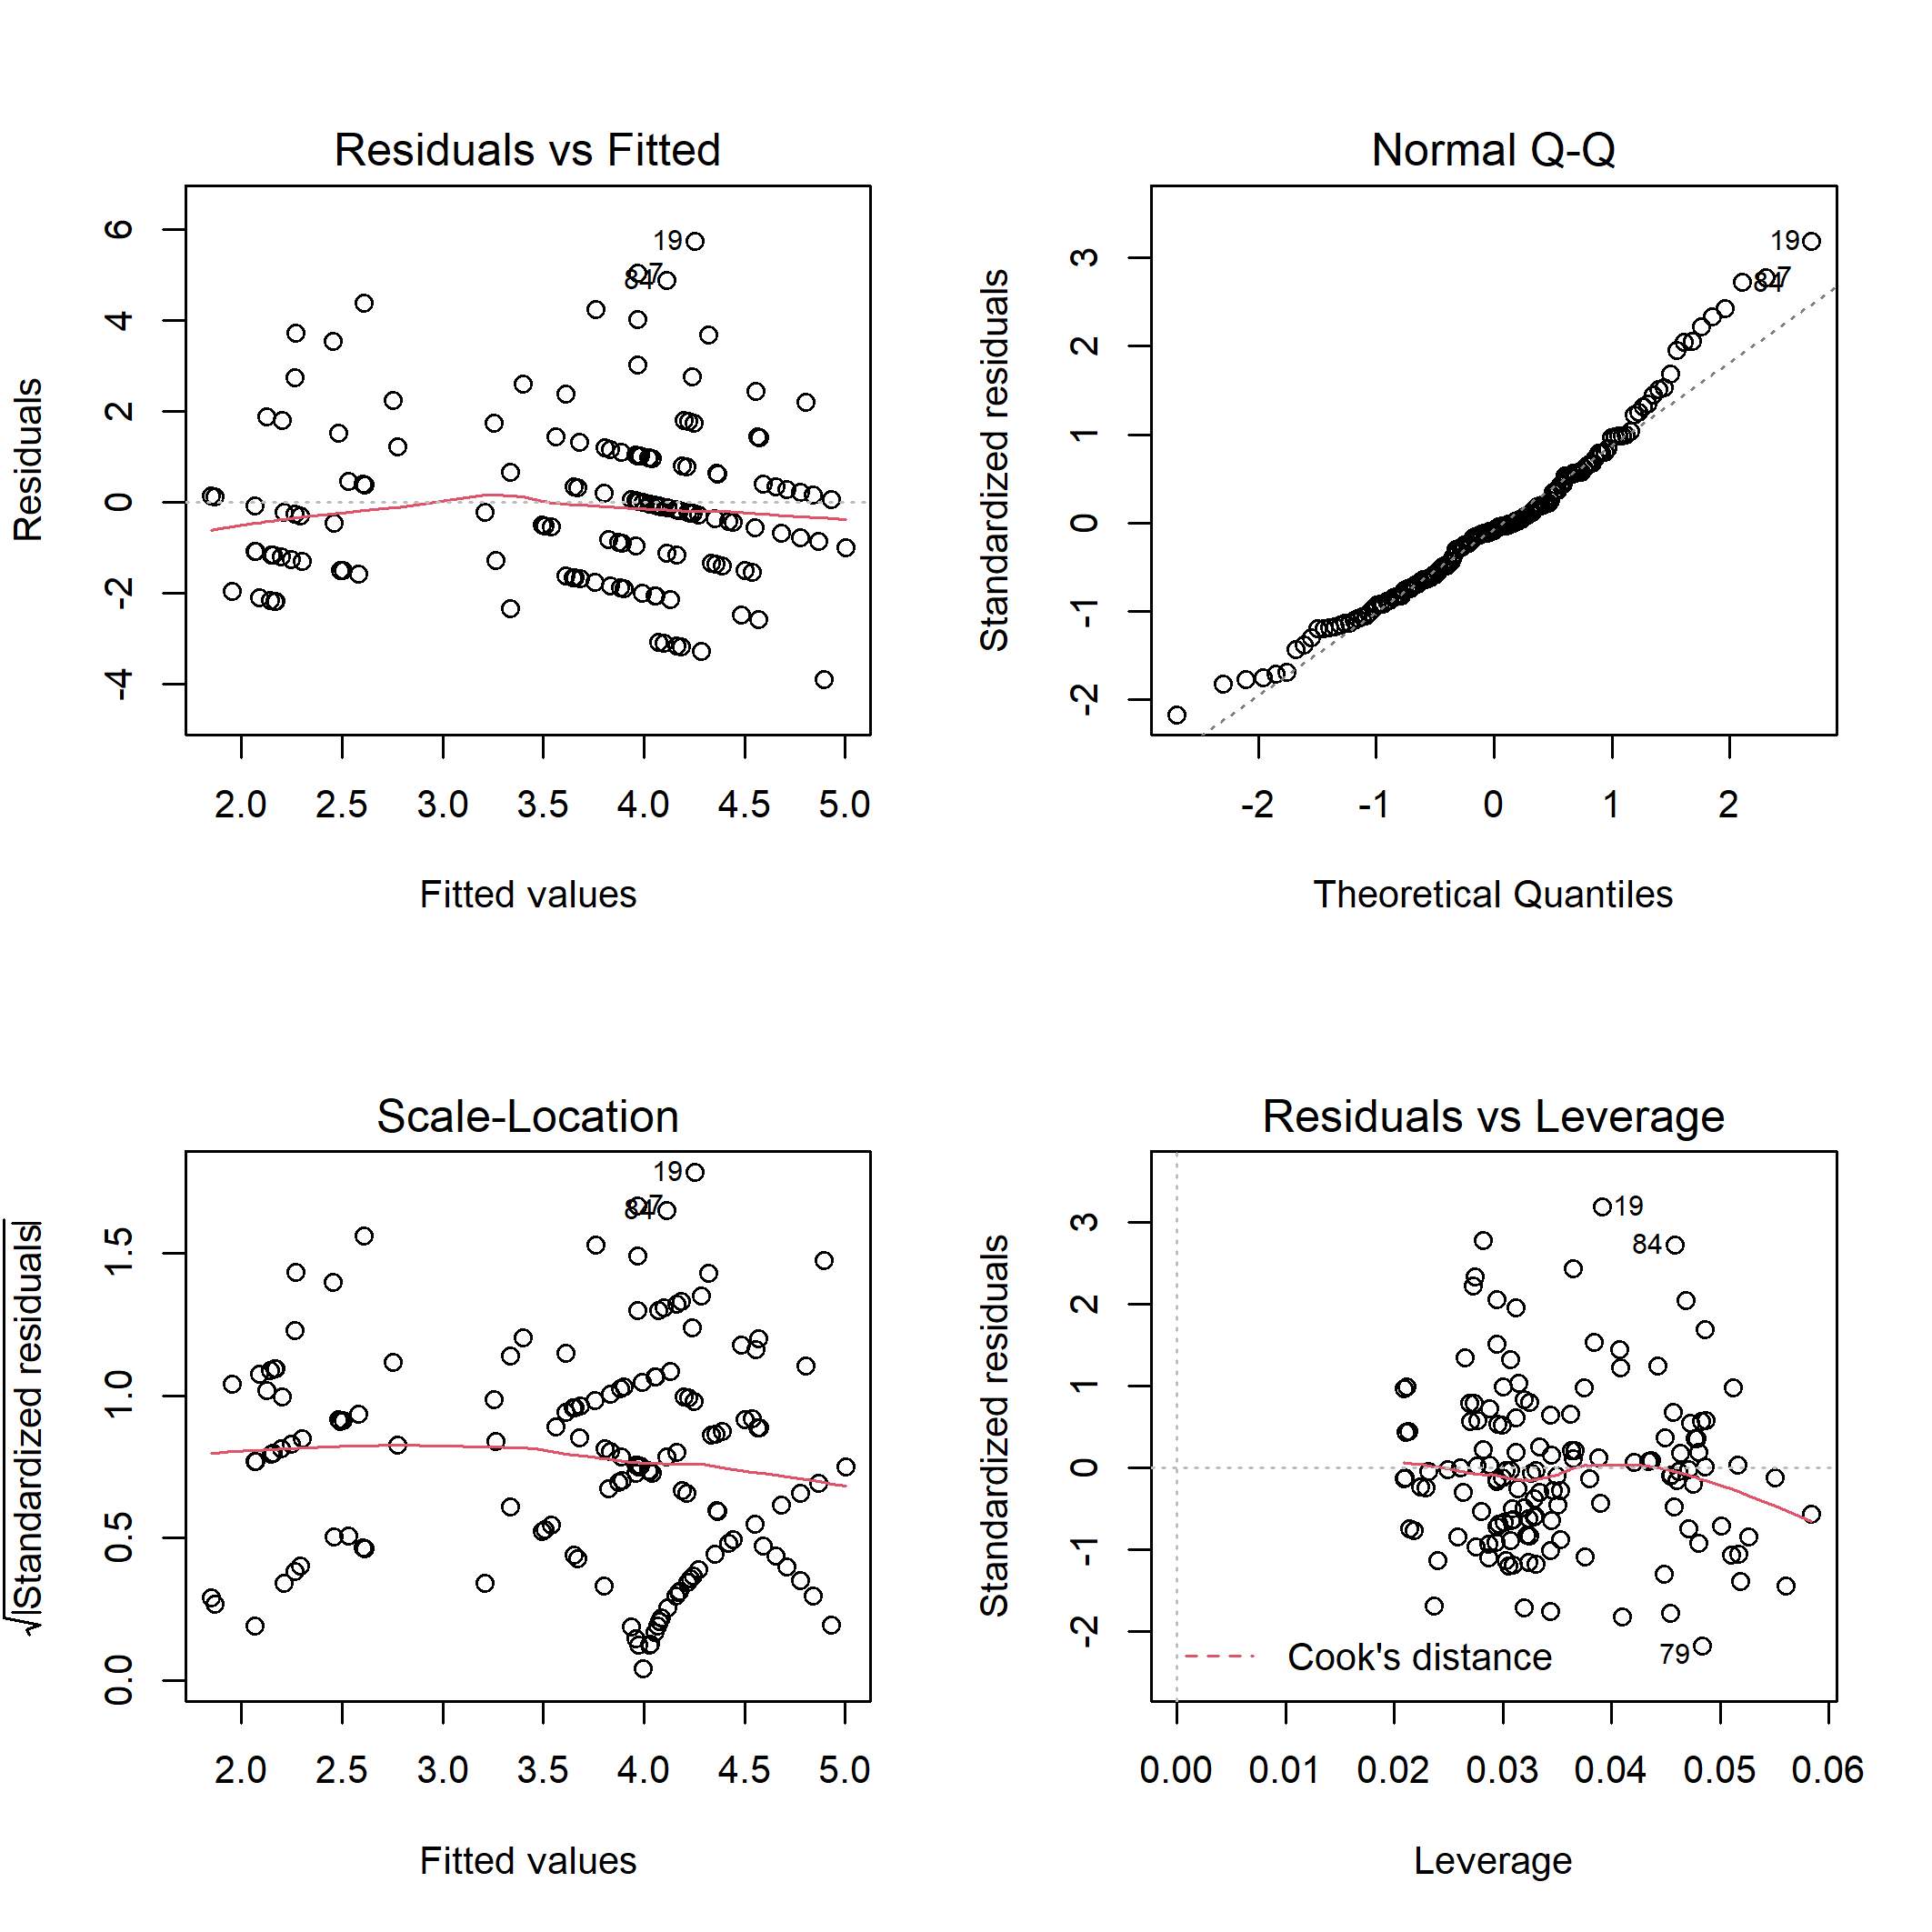 Residuals vs Fitted
Residuals
6
4
2
0
-2
-4
19
7
84
2.0 2.5 3.0 3.5 4.0 4.5 5.0
Fitted values
Normal Q-Q
Standardized residuals
3
2
1
0
-1
-2
19
7
84
-2 -1 0 1 2
Theoretical Quantiles
Scale-Location
√|Standardized residuals|
1.5
1.0
0.5
0.0
19
7
84
2.0 2.5 3.0 3.5 4.0 4.5 5.0
Fitted values
Residuals vs Leverage
Standardized residuals
3
2
1
0
-1
-2
19
84
79
Cook's distance
0.00 0.01 0.02 0.03 0.04 0.05 0.06
Leverage